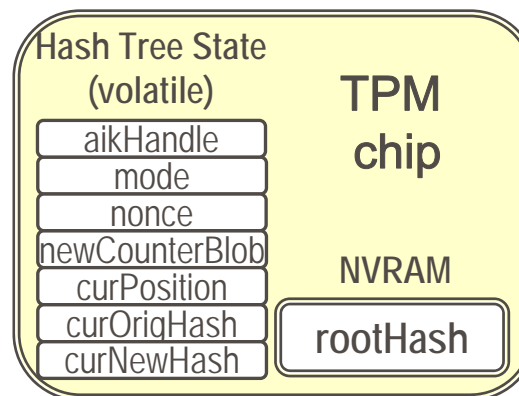 Hash Tree State
(volatile)
aikHandle
mode
nonce
newCounterBlob
curPosition
curOrigHash
curNewHash
TPM
chip
NVRAM
rootHash